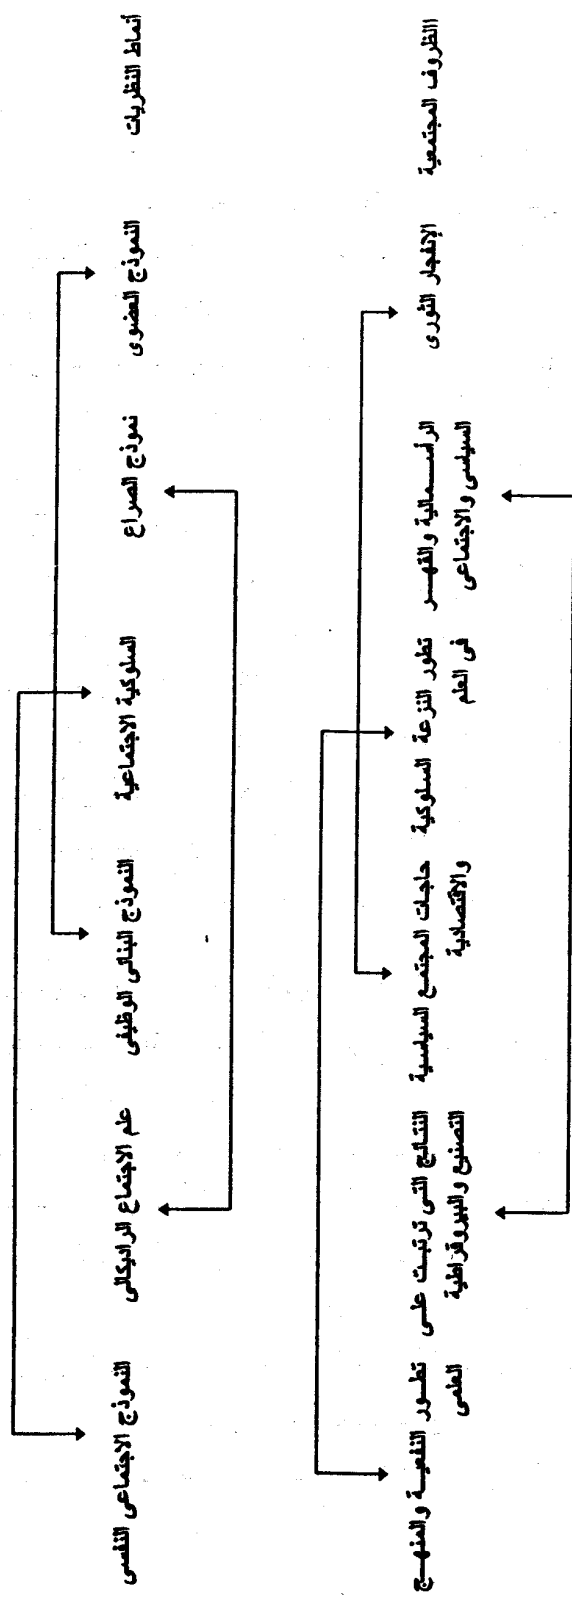 أنماط النظريات
النموذج العضوى
نموذج الصراع
السلوكية الاجتماعية
النموذج البنائى الوظيفى
علم الاجتماع الراديكالى
النموذج الاجتماعى النفسى
الظروف المجتمعية
الإنفجار الثورى
الرأسمالية والقهر
السياسى والاجتماعى
تطور النزعة السلوكية
فى العلم
حاجات المجتمع السياسية
والاقتصادية
النتائج التى ترتبت على
التصنيع والبيروقراطية
تطور النفعية والمنهج
العلمى